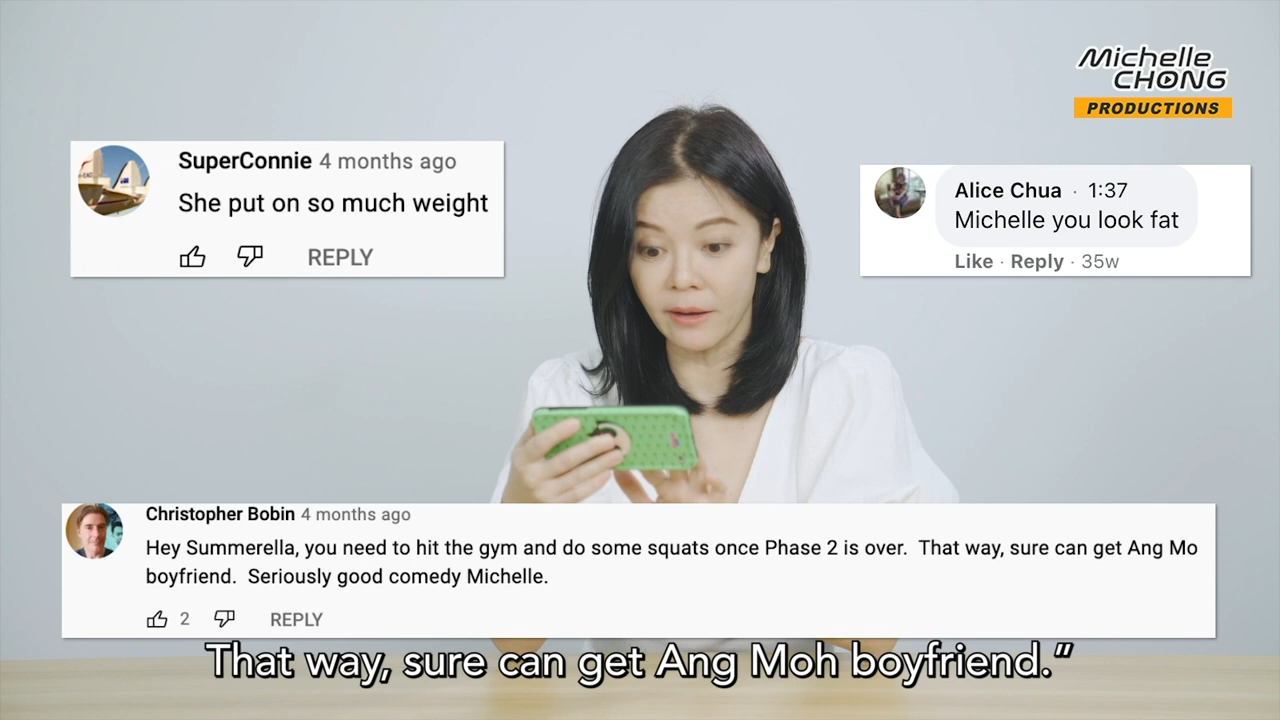 Michelle
CHONG
PRODUCTIONS
SuperConnie 4 months ago
She put on so much weight
REPLY
Alice Chua · 1:37
Michelle you look fat
Like · Reply · 35w
Christopher Bobin 4 months ago
Hey Summerella, you need to hit the gym and do some squats once Phase 2 is over. That way, sure can get Ang Mo
boyfriend. Seriously good comedy Michelle.
2 REPLY
That way, sure can get Ang Moh boyfriend.”